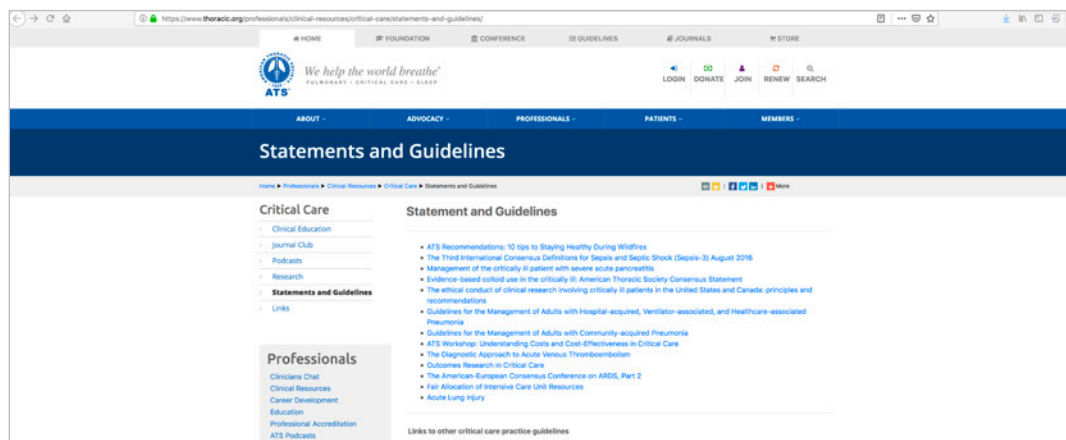 https://www.thoracic.org/professionals/clinical-resources/critical-care/statements-and-guidelines/
HOME FOUNDATION CONFERENCE GUIDELINES JOURNALS STORE
We help the world breathe
PULMONARY • CRITICAL CARE • SLEEP
ATS
LOGIN DONATE JOIN RENEW SEARCH
ABOUT ADVOCACY PROFESSIONALS PATIENTS MEMBERS
Statements and Guidelines
Home ▶ Professionals ▶ Clinical Resources ▶ Critical Care ▶ Statements and Guidelines
More
Critical Care
Clinical Education
Journal Club
Podcasts
Research
Statements and Guidelines
Links
Professionals
Clinicians Chat
Clinical Resources
Career Development
Education
Professional Accreditation
ATS Podcasts
Statement and Guidelines
• ATS Recommendations: 10 tips to Staying Healthy During Wildfires
• The Third International Consensus Definitions for Sepsis and Septic Shock (Sepsis-3) August 2016
• Management of the critically ill patient with severe acute pancreatitis
• Evidence-based colloid use in the critically ill: American Thoracic Society Consensus Statement
• The ethical conduct of clinical research involving critically ill patients in the United States and Canada: principles and
recommendations
• Guidelines for the Management of Adults with Hospital-acquired, Ventilator-associated, and Healthcare-associated
Pneumonia
• Guidelines for the Management of Adults with Community-acquired Pneumonia
• ATS Workshop: Understanding Costs and Cost-Effectiveness in Critical Care
• The Diagnostic Approach to Acute Venous Thromboembolism
• Outcomes Research in Critical Care
• The American-European Consensus Conference on ARDS, Part 2
• Fair Allocation of Intensive Care Unit Resources
• Acute Lung Injury
Links to other critical care practice guidelines